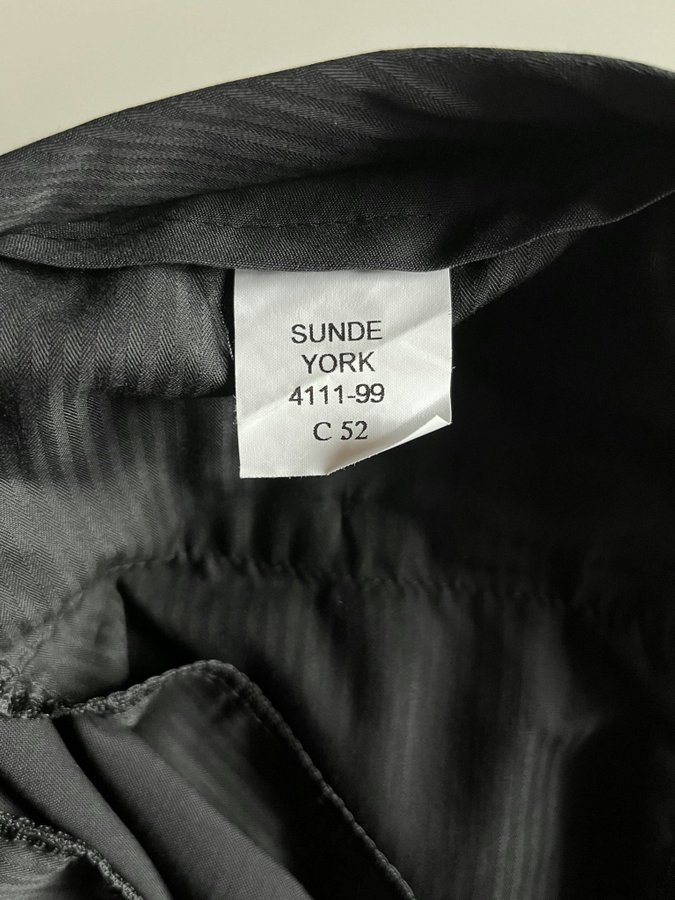 SUNDE
YORK
4111-99
C 52